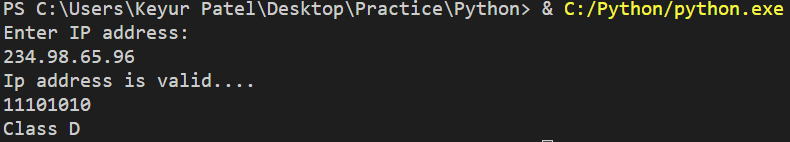 PS C:\Users\Keyur Patel\Desktop\Practice\Python> & C:/Python/python.exe
Enter IP address:
234.98.65.96
Ip address is valid....
11101010
Class D